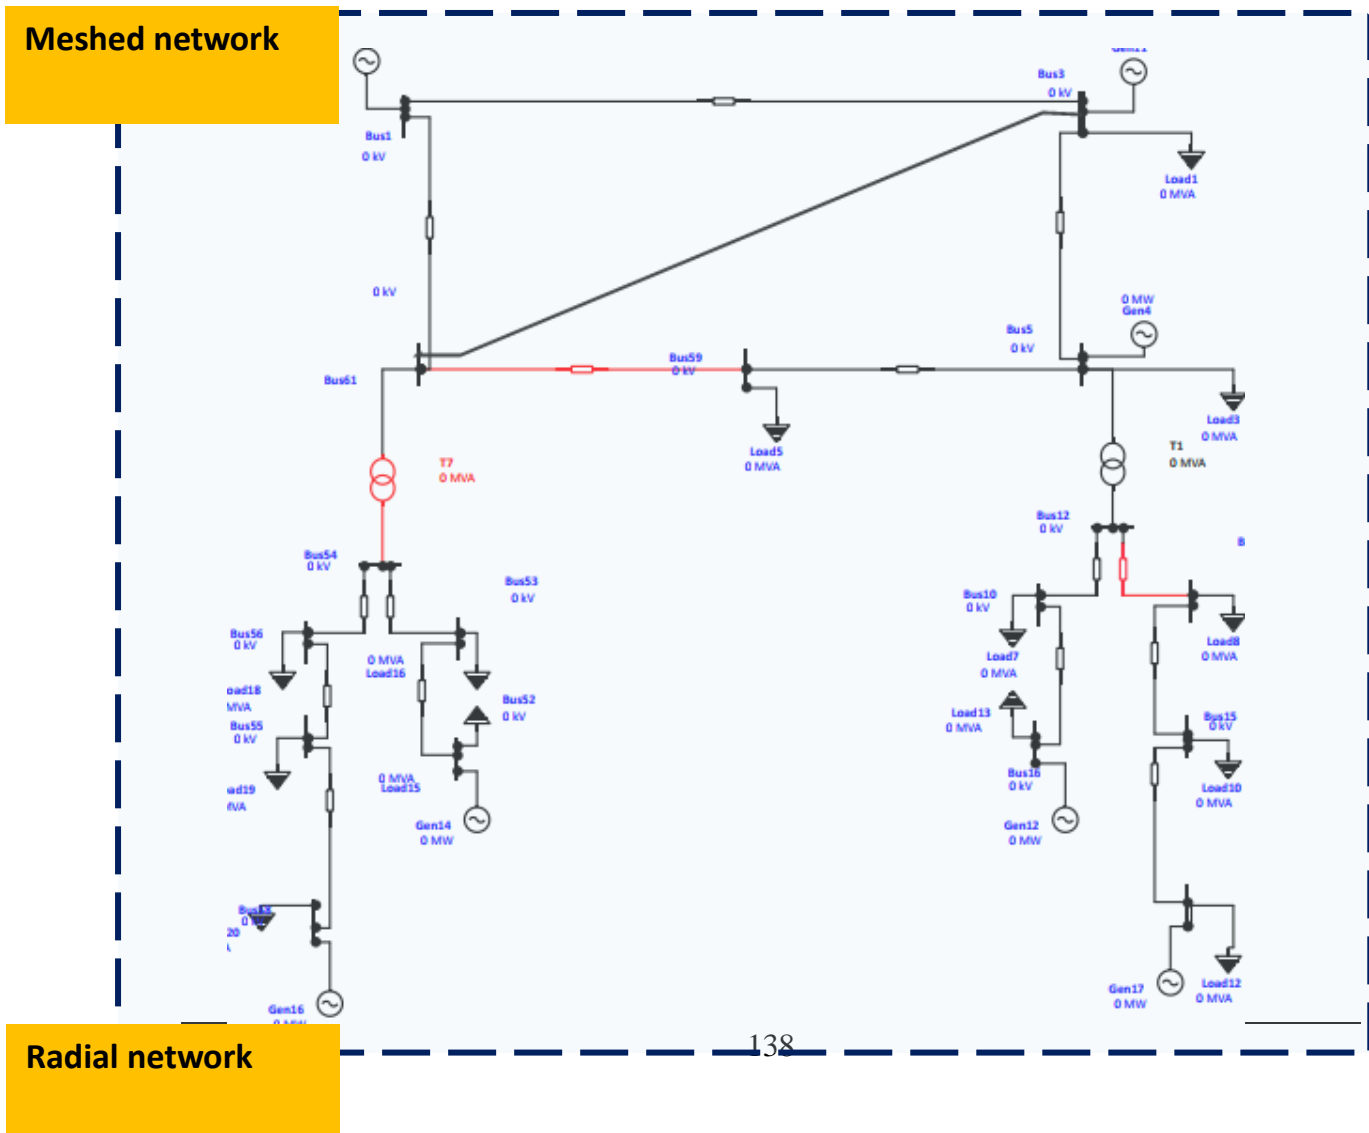 Meshed network
Bus3
0 kV
Bus1
0 kV
Load1
0 MVA
0 kV
0 MW
Gen4
Bus5
0 kV
Bus59
0 kV
Bus61
Load3
0 MVA
Load5
0 MVA
T7
0 MVA
T1
0 MVA
Bus12
0 kV
B
Bus54
0 kV
Bus53
0 kV
Bus10
0 kV
Bus56
0 kV
Load7
0 MVA
Load8
0 MVA
0 MVA
Load16
oad18
MVA
Bus52
0 kV
Load13
0 MVA
Bus55
0 kV
Bus15
0 kV
Bus16
0 kV
0 MVA
Load15
ad19
MVA
Load10
0 MVA
Gen14
0 MW
Gen12
0 MW
20
Gen17
0 MW
Load12
0 MVA
Gen16
138
Radial network